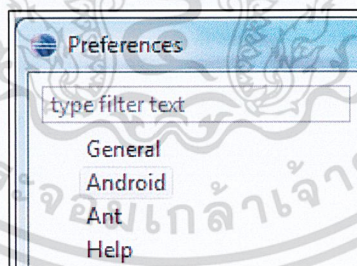 Preferences
type filter text
General
Android
Ant
Help